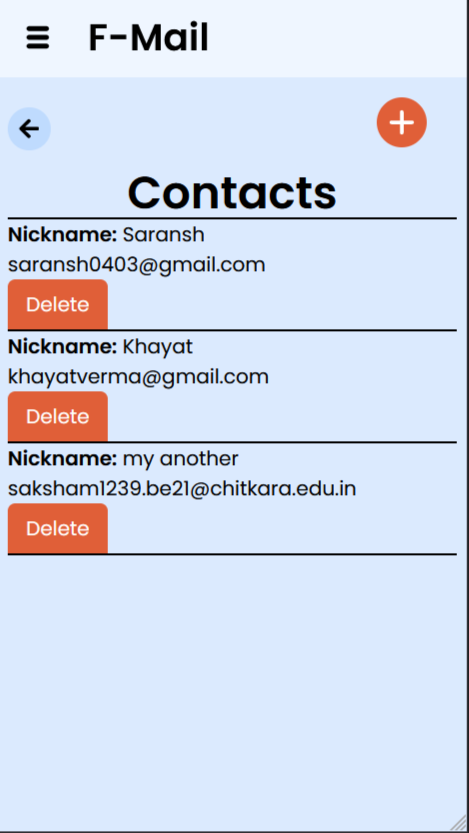 F-Mail
Contacts
Nickname: Saransh
saransh0403@gmail.com
Delete
Nickname: Khayat
khayatverma@gmail.com
Delete
Nickname: my another
saksham1239.be21@chitkara.edu.in
Delete